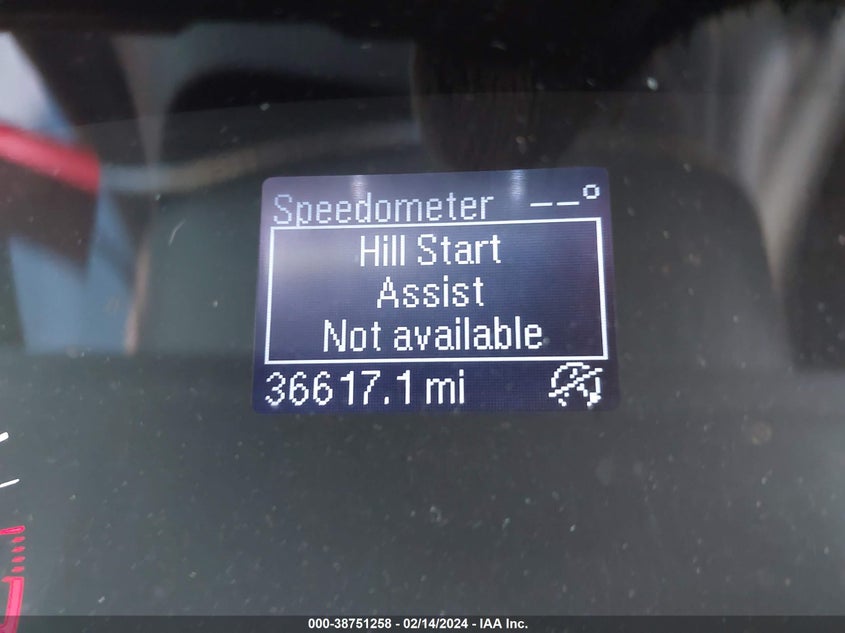 Speedometer --°
Hill Start
Assist
Not available
36617.1 mi
000-38751258 - 02/14/2024 - IAA Inc.